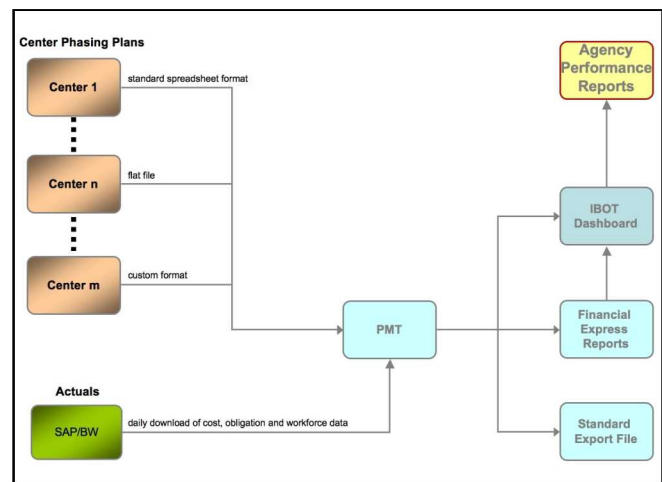 Center Phasing Plans
Center 1
standard spreadsheet format
Center n
flat file
Center m
custom format
Actuals
SAP/BW
daily download of cost, obligation and workforce data
PMT
Agency
Performance
Reports
IBOT
Dashboard
Financial
Express
Reports
Standard
Export File